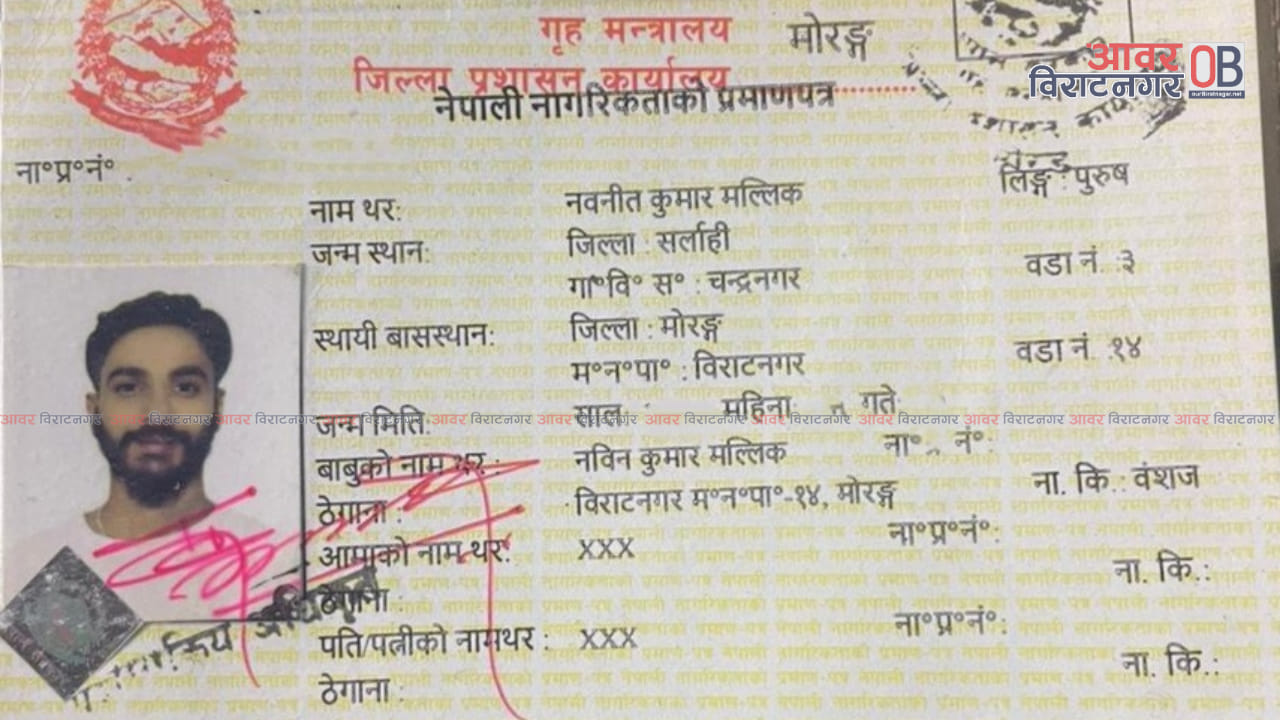 गृह मन्त्रालय
जिल्ला प्रशासन कार्यालय मोरङ्ग
नेपाली नागरिकताको प्रमाणपत्र
आवर
विराटनगर OB
ourbiratnagar.net
ना॰प्र॰नं॰
लिङ्ग : पुरुष
नाम थर: नवनीत कुमार मल्लिक
जन्म स्थान: जिल्ला : सर्लाही
गा॰वि॰ स॰ : चन्द्रनगर वडा नं. :३
स्थायी बासस्थान: जिल्ला : मोरङ्ग
म॰न॰पा॰ : विराटनगर वडा नं. :१४
जन्म मिति: साल : महिना गते
आवर विराटनगर आवर विराटनगर आवर विराटनगर आवर विराटनगर आवर विराटनगर आवर विराटनगर आवर विराटनगर आवर विराटनगर आवर विराटनगर आवर विराटनगर आवर विराटनगर आवर विराटनगर
बाबुको नाम थर : नविन कुमार मल्लिक ना॰ नं॰:
ठेगाना : विराटनगर म॰न॰पा॰-१४, मोरङ्ग ना. कि.: वंशज
आमाको नाम थर: XXX ना॰प्र॰नं॰:
ठेगाना : ना. कि.:
पति/पत्नीको नामथर : XXX ना॰प्र॰नं॰:
ठेगाना : ना. कि.: